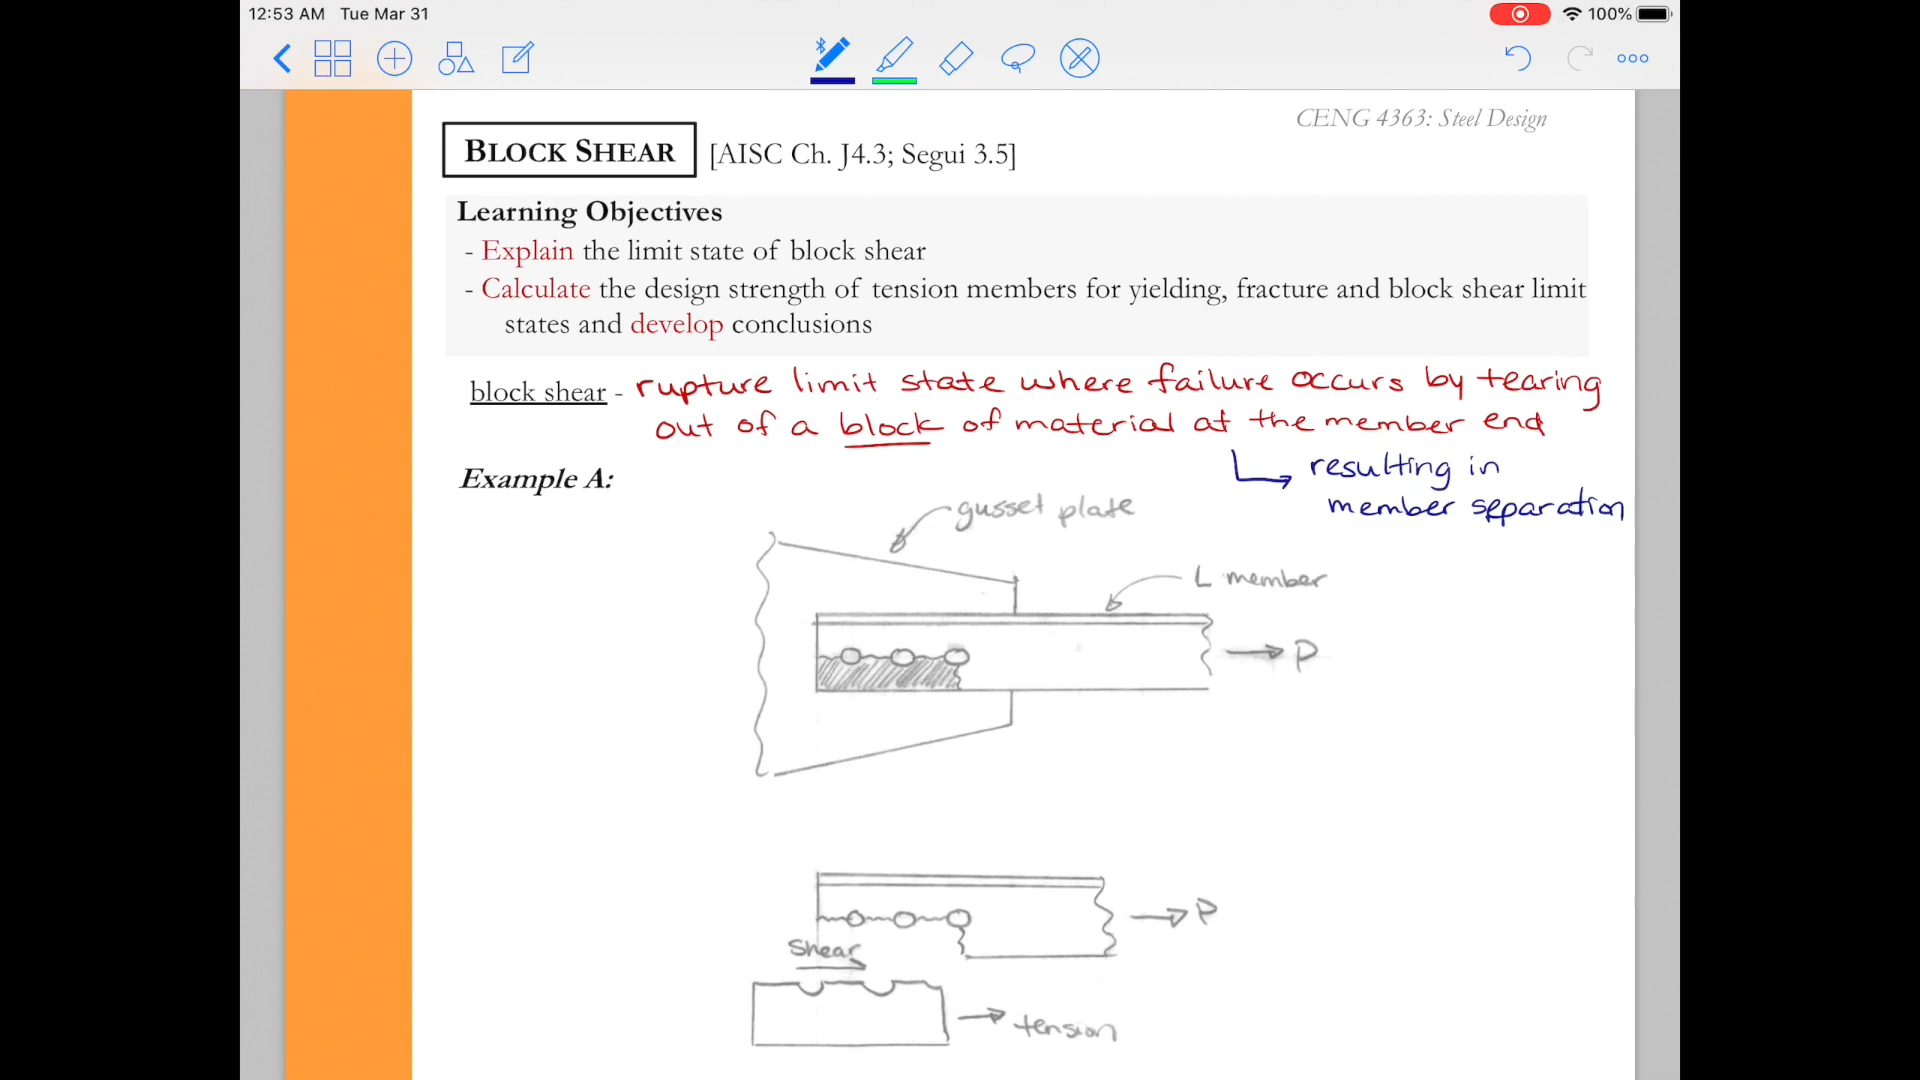 12:53 AM Tue Mar 31
100%
CENG 4363: Steel Design
BLOCK SHEAR [AISC Ch. J4.3; Segui 3.5]
Learning Objectives
- Explain the limit state of block shear
- Calculate the design strength of tension members for yielding, fracture and block shear limit
states and develop conclusions
block shear - rupture limit state where failure occurs by tearing
out of a block of material at the member end
resulting in
member separation
Example A:
gusset plate
L member
P
P
Shear
tension